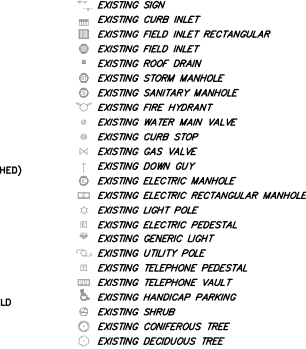 EXISTING SIGN
EXISTING CURB INLET
EXISTING FIELD INLET RECTANGULAR
EXISTING FIELD INLET
EXISTING ROOF DRAIN
EXISTING STORM MANHOLE
EXISTING SANITARY MANHOLE
EXISTING FIRE HYDRANT
EXISTING WATER MAIN VALVE
EXISTING CURB STOP
EXISTING GAS VALVE
HED) EXISTING DOWN GUY
EXISTING ELECTRIC MANHOLE
EXISTING ELECTRIC RECTANGULAR MANHOLE
EXISTING LIGHT POLE
EXISTING ELECTRIC PEDESTAL
EXISTING GENERIC LIGHT
EXISTING UTILITY POLE
EXISTING TELEPHONE PEDESTAL
EXISTING TELEPHONE VAULT
EXISTING HANDICAP PARKING
LD EXISTING SHRUB
EXISTING CONIFEROUS TREE
EXISTING DECIDUOUS TREE